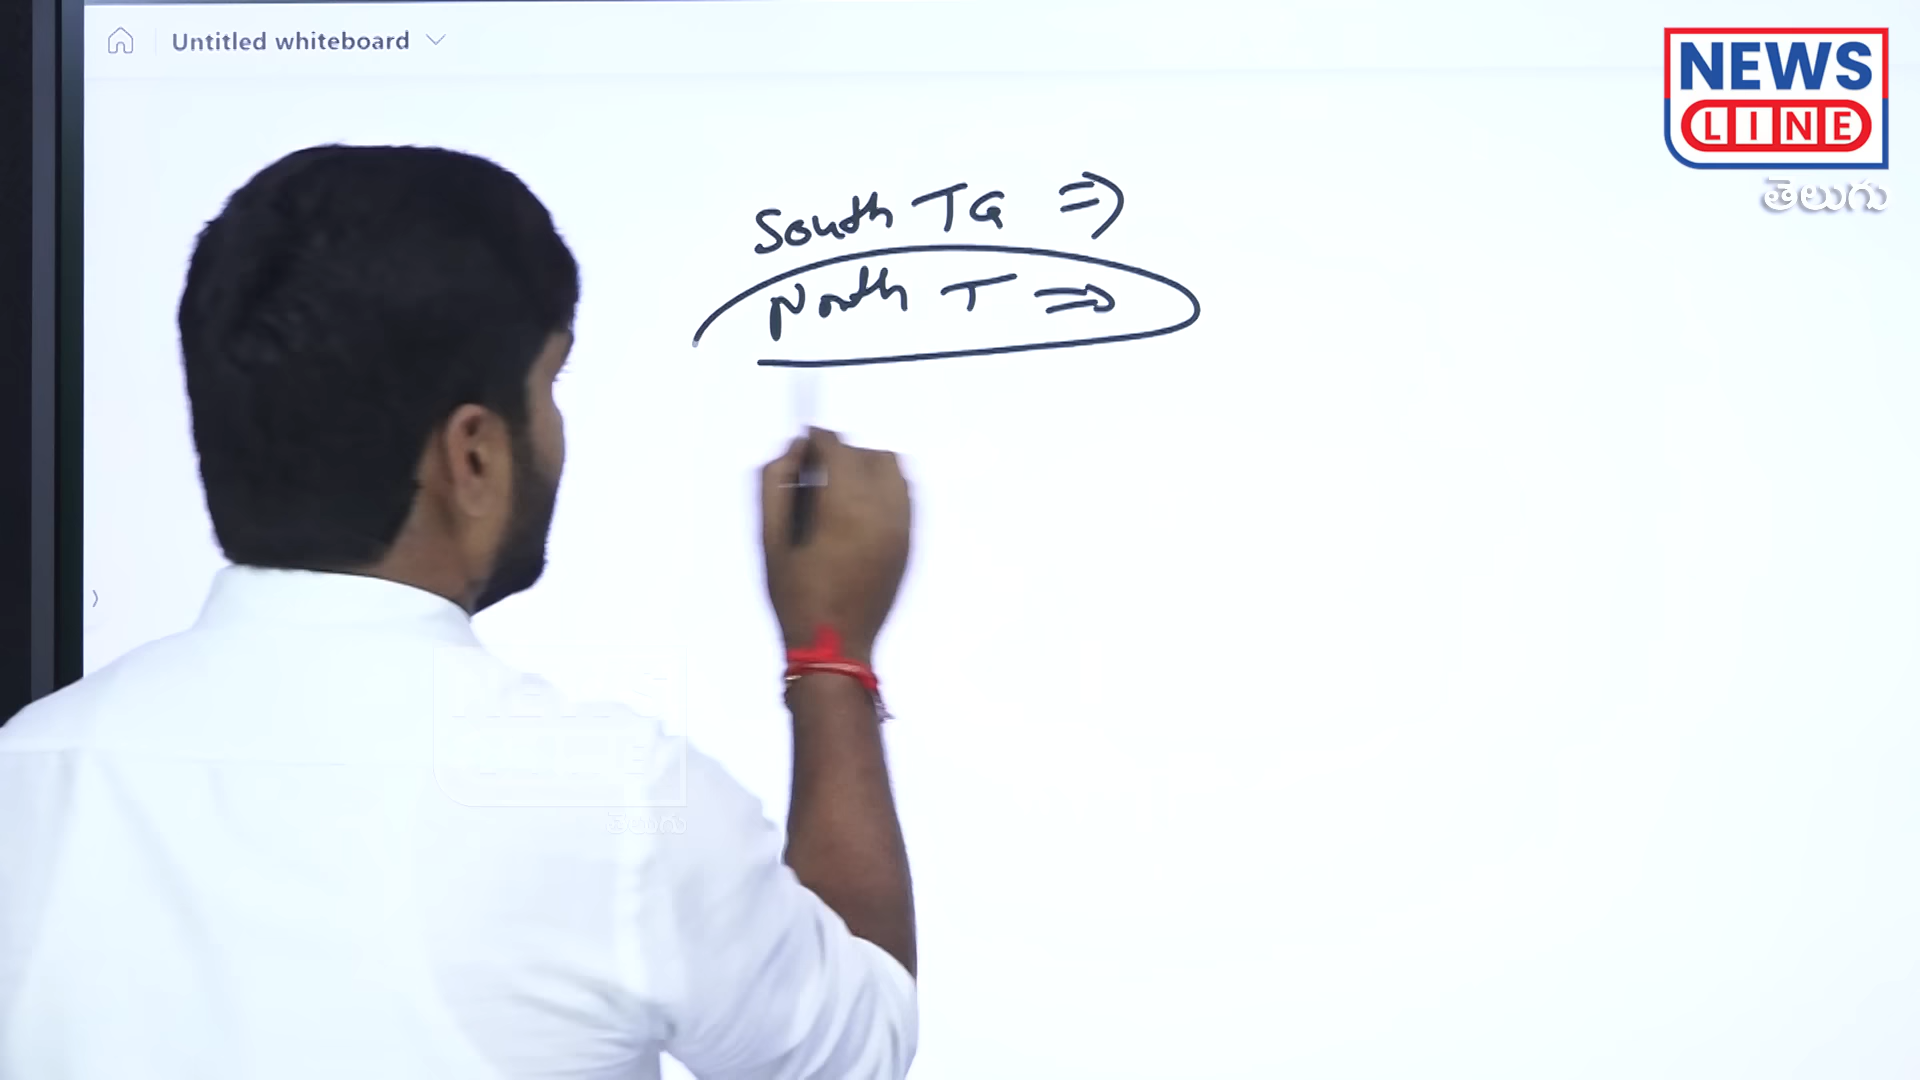 Untitled whiteboard
NEWS
LINE
తెలుగు
South TG =>
North T =>